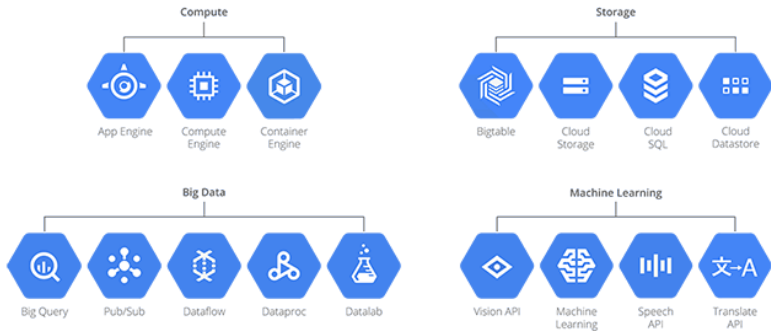 Compute
App Engine
Compute
Engine
Container
Engine
Storage
Bigtable
Cloud
Storage
Cloud
SQL
Cloud
Datastore
Big Data
Big Query
Pub/Sub
Dataflow
Dataproc
Datalab
Machine Learning
Vision API
Machine
Learning
Speech
API
文→A
Translate
API